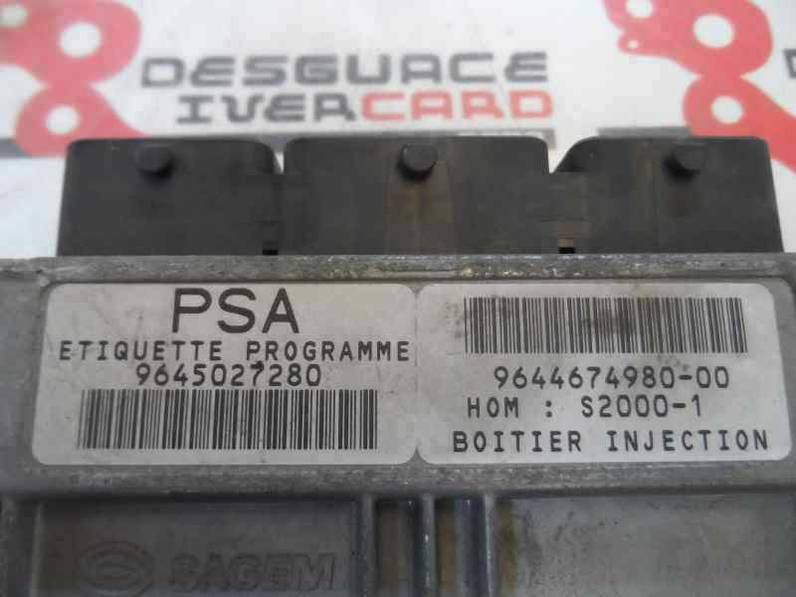 DESGUACE
IVERCARD
PSA
ETIQUETTE PROGRAMME
9645027280
9644674980-00
HOM : S2000-1
BOITIER INJECTION
SAGEM